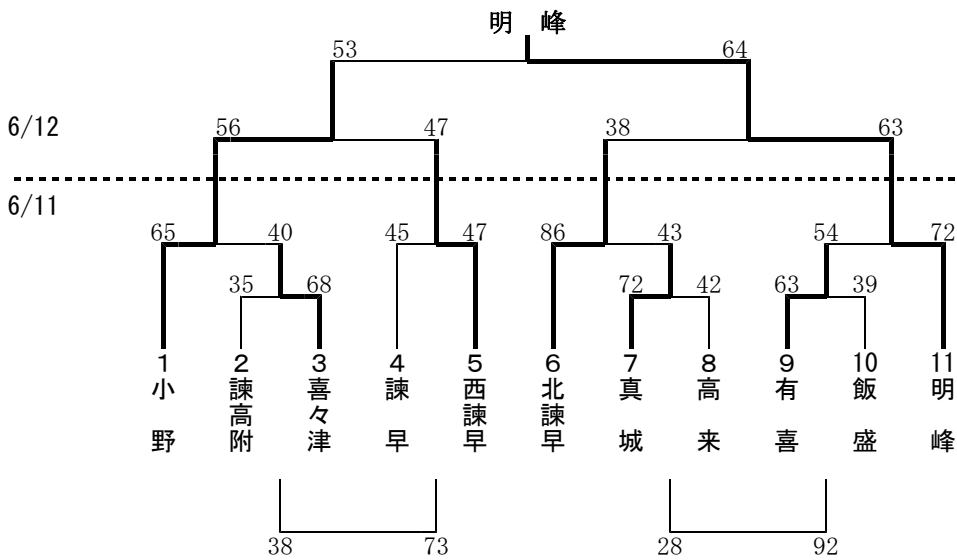 明 峰
53 64
6/12
56 47 38 63
6/11
65 40 45 47 86 43 54 72
35 68 72 42 63 39
1 2 3 4 5 6 7 8 9 10 11
小野 諫高附 喜々津 諫早 西諫早 北諫早 真城 高来 有喜 飯盛 明峰
38 73 28 92